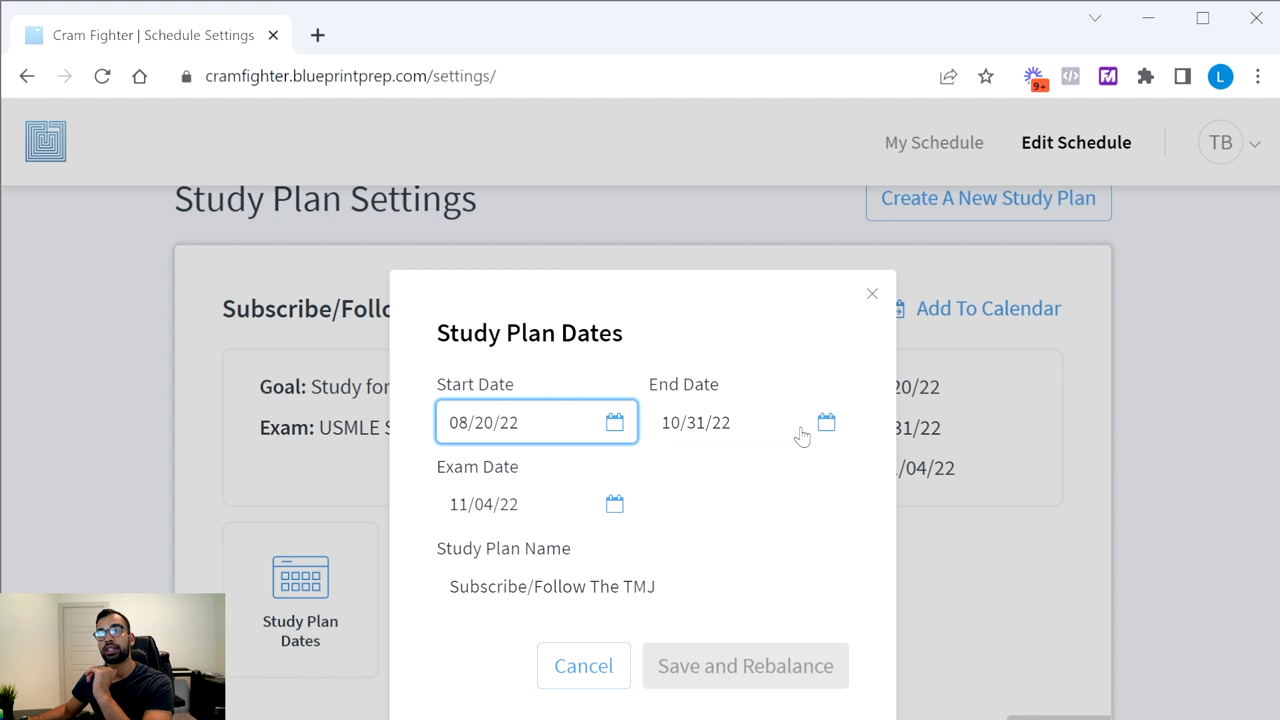 Cram Fighter | Schedule Settings
cramfighter.blueprintprep.com/settings/
9+
L
My Schedule
Edit Schedule
TB
Study Plan Settings
Create A New Study Plan
Subscribe/Follo
Add To Calendar
Goal: Study for
20/22
Exam: USMLE S
31/22
/04/22
Study Plan Dates
Start Date
End Date
08/20/22
10/31/22
Exam Date
11/04/22
Study Plan Name
Subscribe/Follow The TMJ
Cancel
Save and Rebalance
Study Plan
Dates